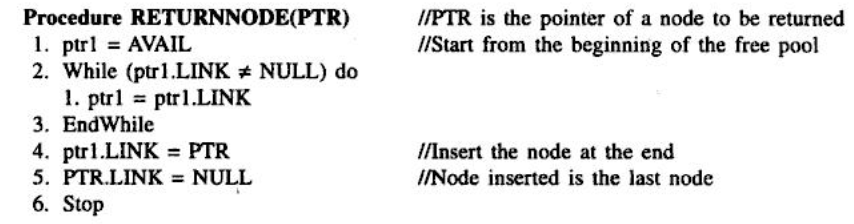 Procedure RETURNNODE(PTR) //PTR is the pointer of a node to be returned
1. ptr1 = AVAIL //Start from the beginning of the free pool
2. While (ptr1.LINK ≠ NULL) do
1. ptr1 = ptr1.LINK
3. EndWhile
4. ptr1.LINK = PTR //Insert the node at the end
5. PTR.LINK = NULL //Node inserted is the last node
6. Stop